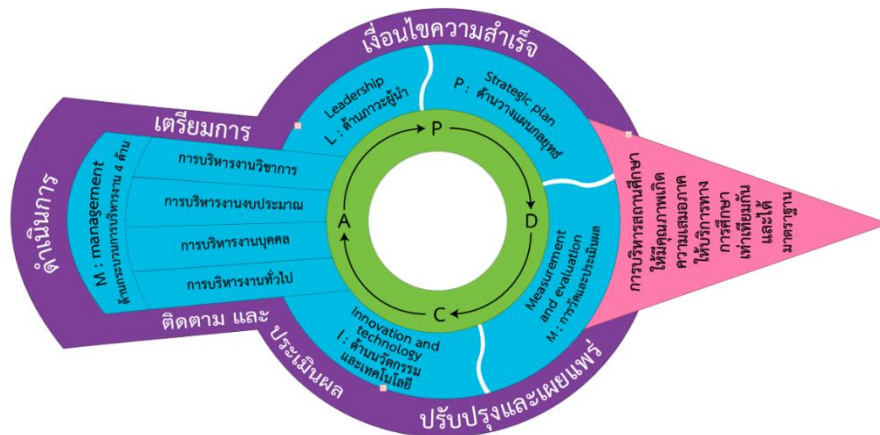 เงื่อนไขความสำเร็จ
เตรียมการ
ดำเนินการ
ติดตาม และ
ประเมินผล
ปรับปรุงและเผยแพร่
Leadership
L : ด้านภาวะผู้นำ
Strategic plan
P : ด้านวางแผนกลยุทธ์
M : management
ด้านกระบวนการบริหารงาน 4 ด้าน
การบริหารงานวิชาการ
การบริหารงานงบประมาณ
การบริหารงานบุคคล
การบริหารงานทั่วไป
P
D
C
A
Measurement
and evaluation
M : การวัดและประเมินผล
Innovation and
technology
I : ด้านนวัตกรรม
และเทคโนโลยี
การบริหารสถานศึกษา
ให้มีคุณภาพเกิด
ความเสมอภาค
ให้บริการทาง
การศึกษา
เท่าเทียมกัน
และได้
มาตรฐาน